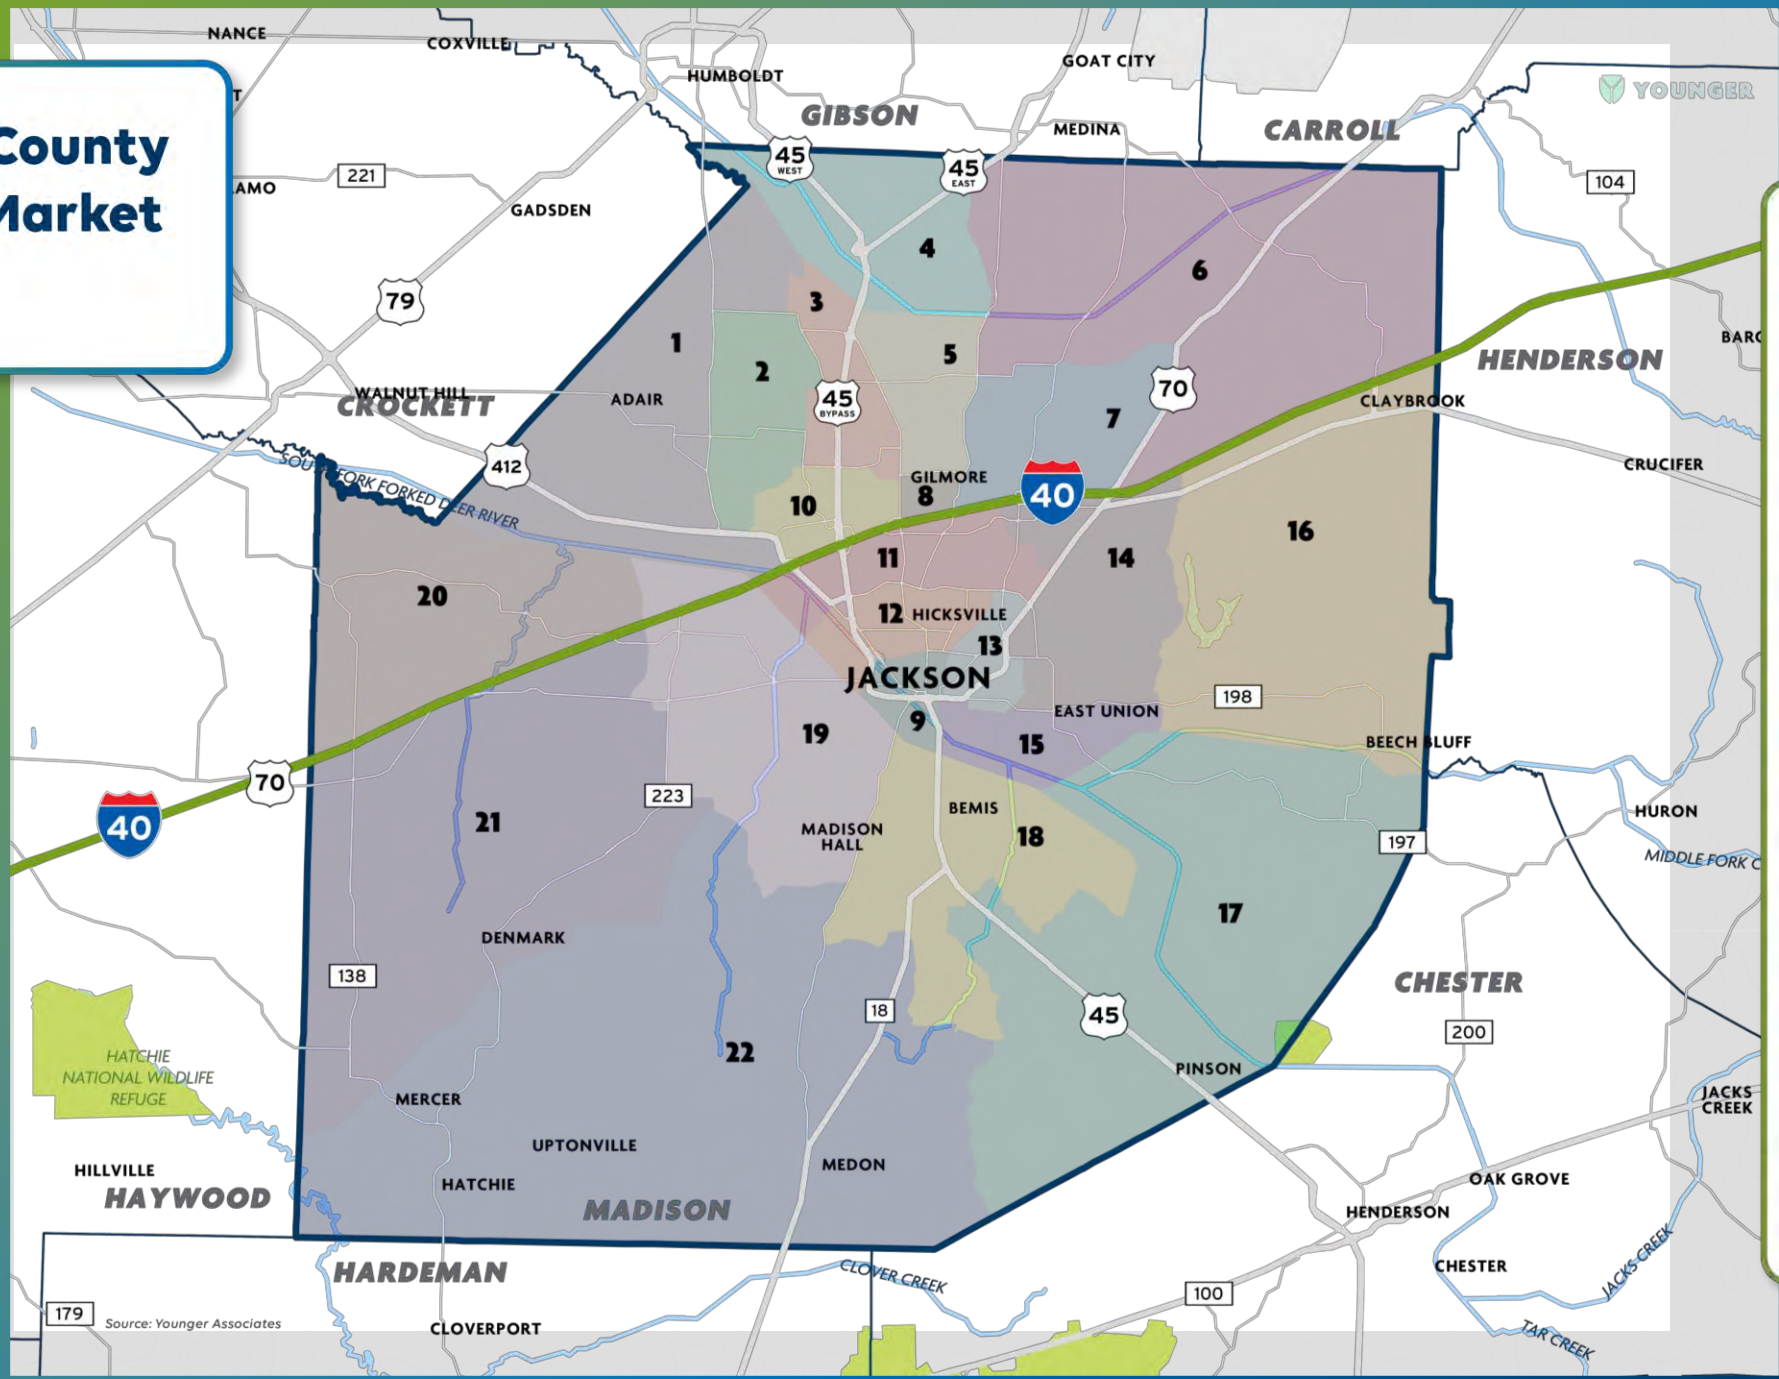 NANCE
COXVILLE
HUMBOLDT
GOAT CITY
YOUNGER
GIBSON
MEDINA
CARROLL
County
Market
45
WEST
45
EAST
221
104
GADSDEN
4
6
79
3
1
2
5
HENDERSON
WALNUT HILL
CROCKETT
ADAIR
45
BYPASS
70
7
CLAYBROOK
412
SOUTH FORK FORKED DEER RIVER
GILMORE
8
40
CRUCIFER
10
11
14
16
20
12
HICKSVILLE
13
JACKSON
198
9
EAST UNION
19
15
BEECH BLUFF
70
40
223
21
MADISON
HALL
BEMIS
18
HURON
197
17
DENMARK
138
CHESTER
18
45
200
22
HATCHIE
NATIONAL WILDLIFE
REFUGE
PINSON
MERCER
JACKS
CREEK
UPTONVILLE
MEDON
HILLVILLE
HAYWOOD
HATCHIE
OAK GROVE
MADISON
HENDERSON
HARDEMAN
CLOVER CREEK
CHESTER
JACKS CREEK
100
179
Source: Younger Associates
CLOVERPORT
TAR CREEK